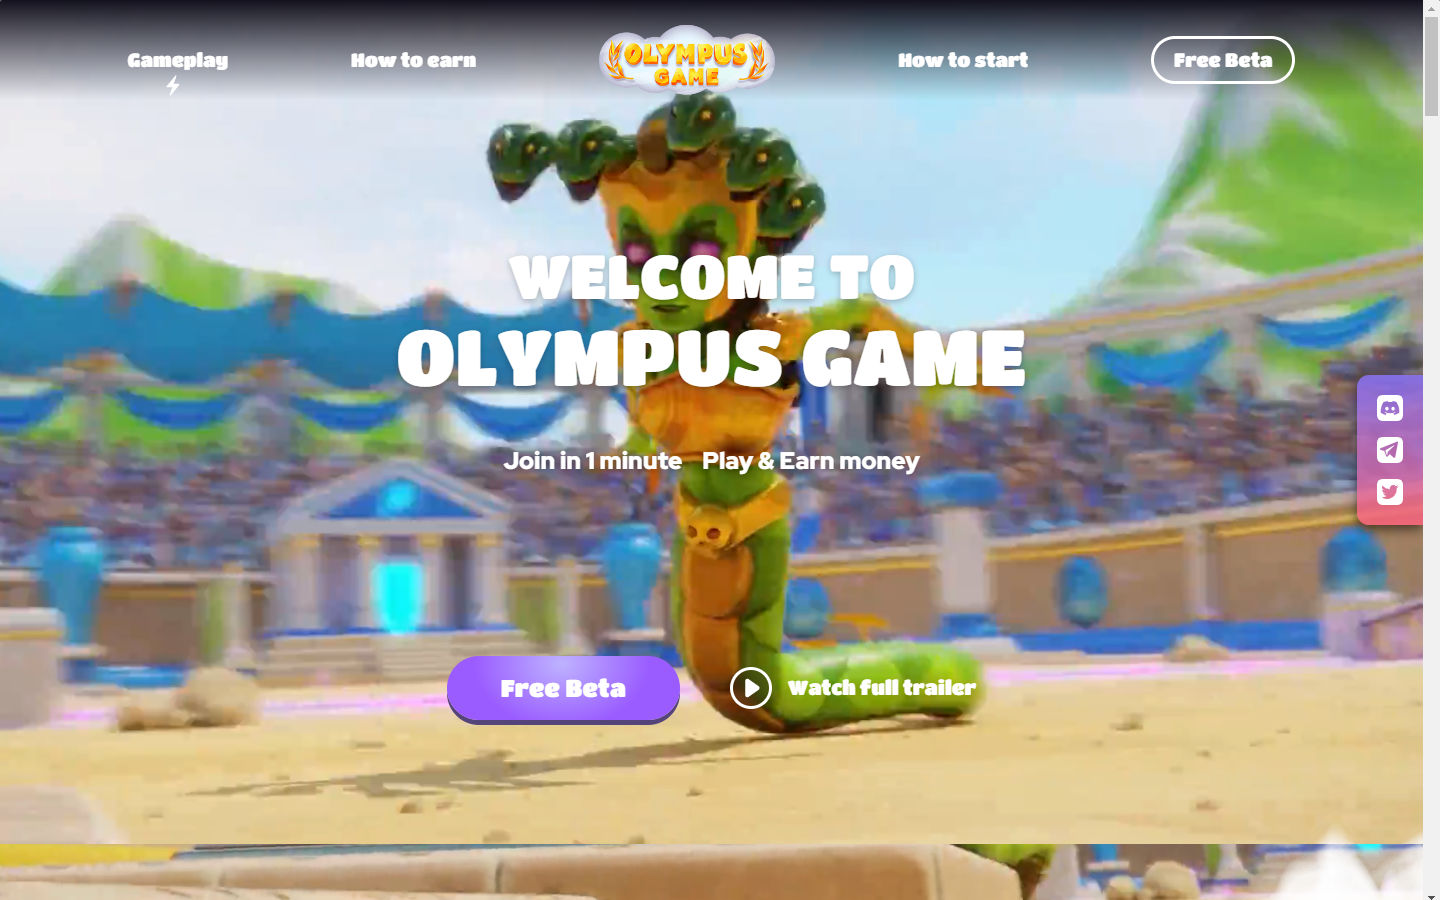 Gameplay
How to earn
OLYMPUS
GAME
How to start
Free Beta
WELCOME TO
OLYMPUS GAME
Join in 1 minute Play & Earn money
Free Beta
Watch full trailer